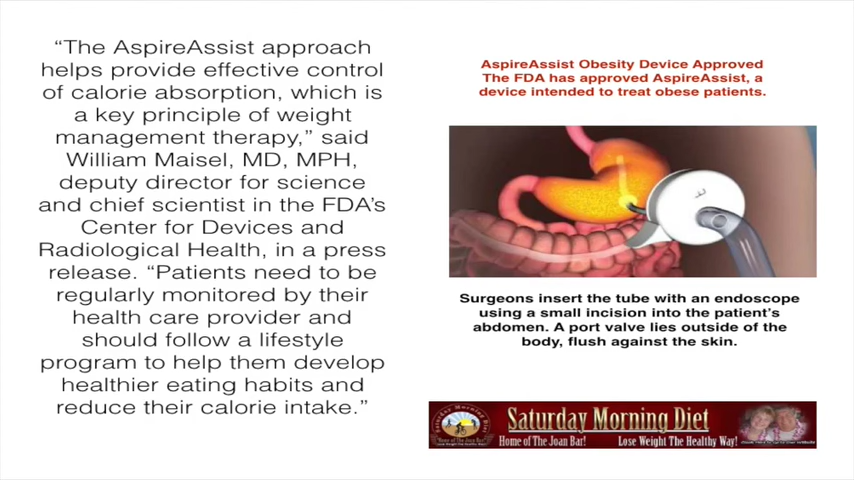 “The AspireAssist approach
helps provide effective control
of calorie absorption, which is
a key principle of weight
management therapy,” said
William Maisel, MD, MPH,
deputy director for science
and chief scientist in the FDA’s
Center for Devices and
Radiological Health, in a press
release. “Patients need to be
regularly monitored by their
health care provider and
should follow a lifestyle
program to help them develop
healthier eating habits and
reduce their calorie intake.”
AspireAssist Obesity Device Approved
The FDA has approved AspireAssist, a
device intended to treat obese patients.
Surgeons insert the tube with an endoscope
using a small incision into the patient’s
abdomen. A port valve lies outside of the
body, flush against the skin.
Saturday Morning Diet
Home of The Joan Bar! Lose Weight The Healthy Way!